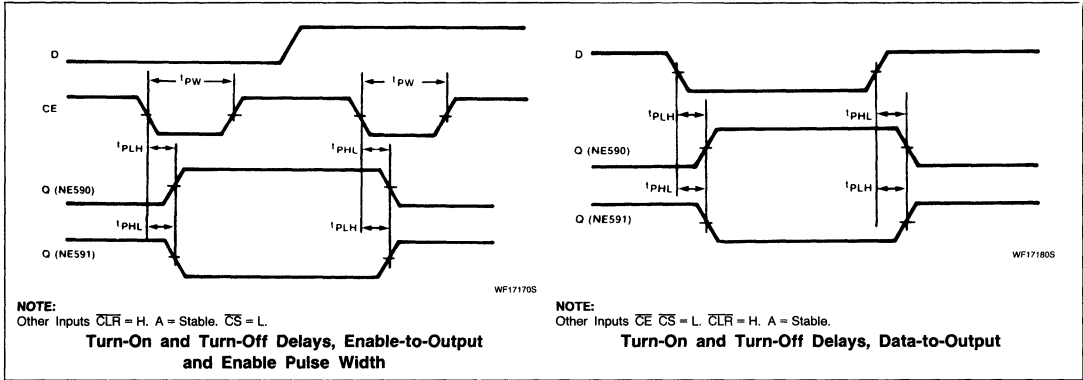 D
tPW
tPW
CE
tPLH
tPHL
Q (NE590)
tPHL
tPLH
Q (NE591)
WF17170S
NOTE:
Other Inputs C̅L̅R̅ = H. A = Stable. C̅S̅ = L.
Turn-On and Turn-Off Delays, Enable-to-Output
and Enable Pulse Width
D
tPLH
tPHL
Q (NE590)
tPHL
tPLH
Q (NE591)
WF17180S
NOTE:
Other Inputs C̅E̅ C̅S̅ = L. C̅L̅R̅ = H. A = Stable.
Turn-On and Turn-Off Delays, Data-to-Output